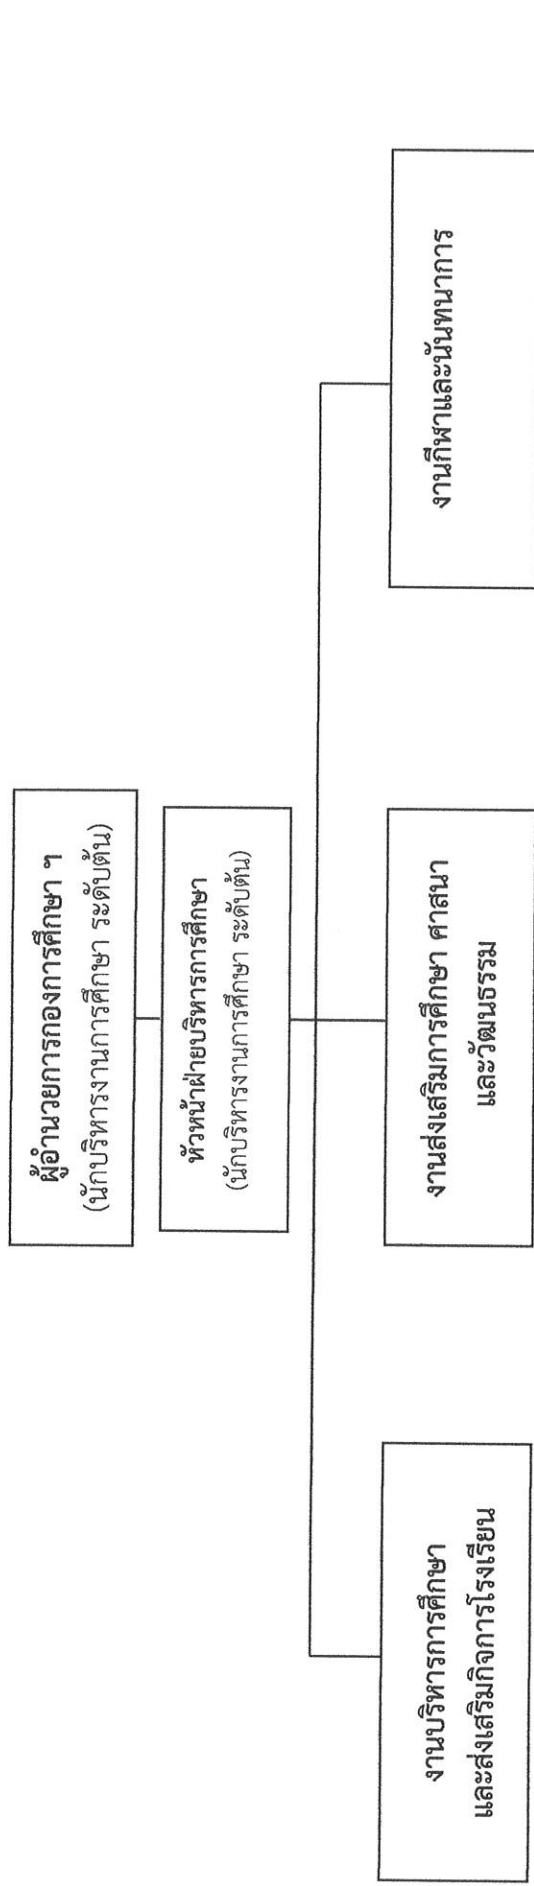 ผู้อำนวยการกองการศึกษา ฯ
(นักบริหารงานการศึกษา ระดับต้น)
หัวหน้าฝ่ายบริหารการศึกษา
(นักบริหารงานการศึกษา ระดับต้น)
งานบริหารการศึกษา
และส่งเสริมกิจการโรงเรียน
งานส่งเสริมการศึกษา ศาสนา
และวัฒนธรรม
งานกีฬาและนันทนาการ